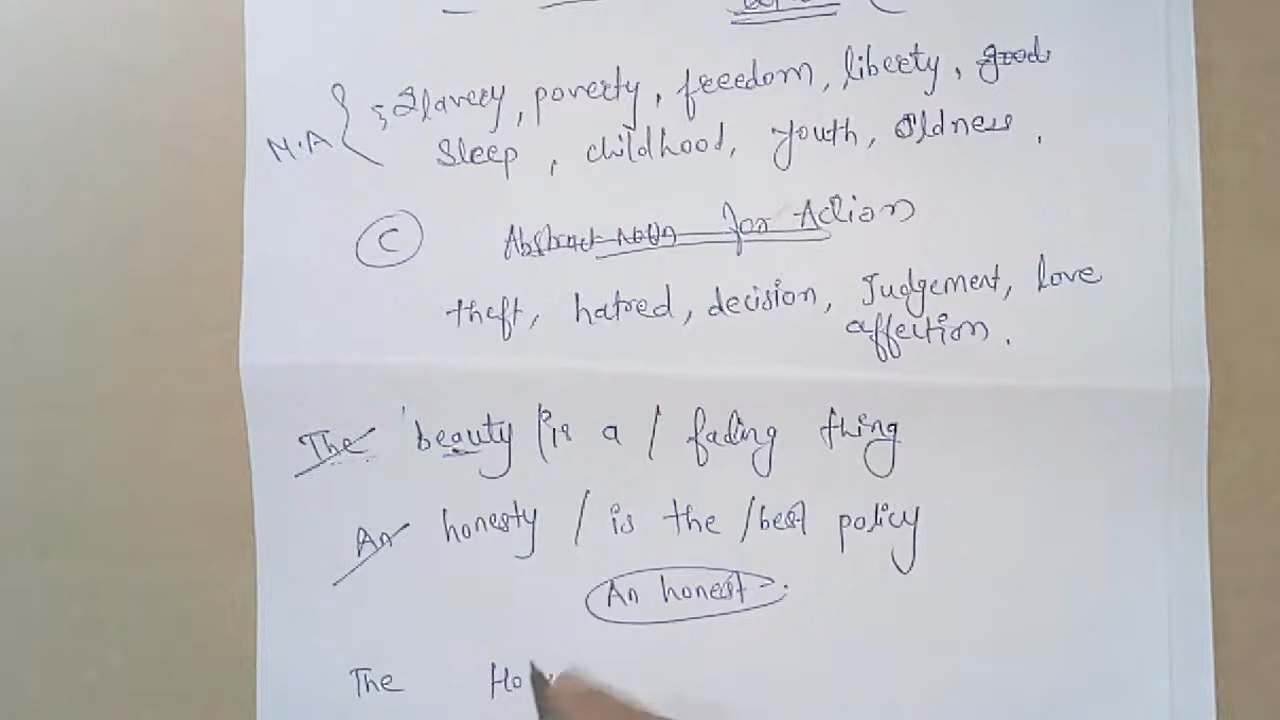 M.A { ; Slavery, poverty, freedom, liberty, good
Sleep, childhood, Youth, Oldness,
C Abstract noun for Action
theft, hatred, decision, Judgement, love
affection.
The beauty / is a / fading thing
An honesty / is the / best policy
An honest -.
The Ho